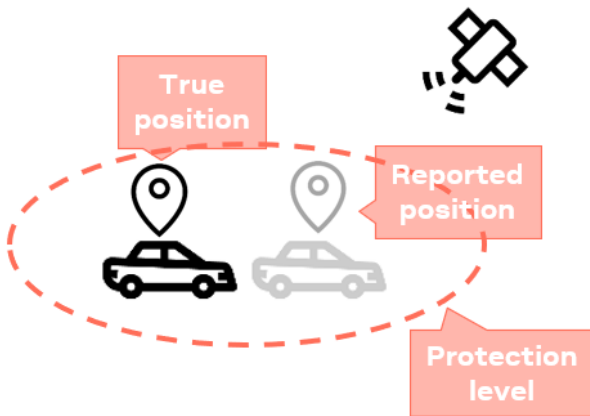 True
position
Reported
position
Protection
level